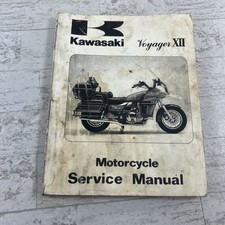 Kawasaki
Voyager XII
Motorcycle
Service Manual